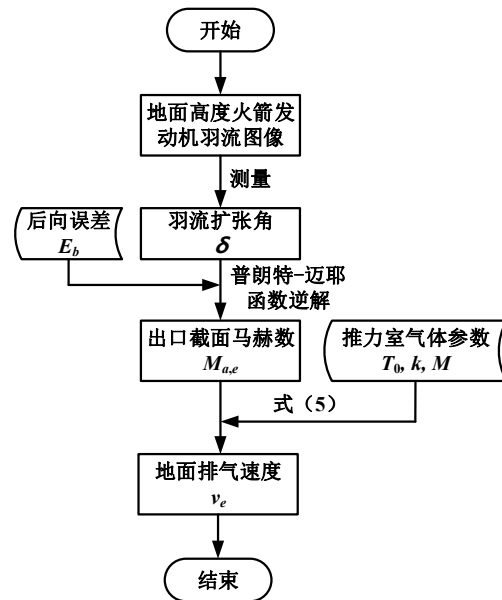 开始
地面高度火箭发
动机羽流图像
测量
后向误差
E_b
羽流扩张角
δ
普朗特-迈耶
函数逆解
出口截面马赫数
M_{a,e}
推力室气体参数
T_0, k, M
式（5）
地面排气速度
v_e
结束